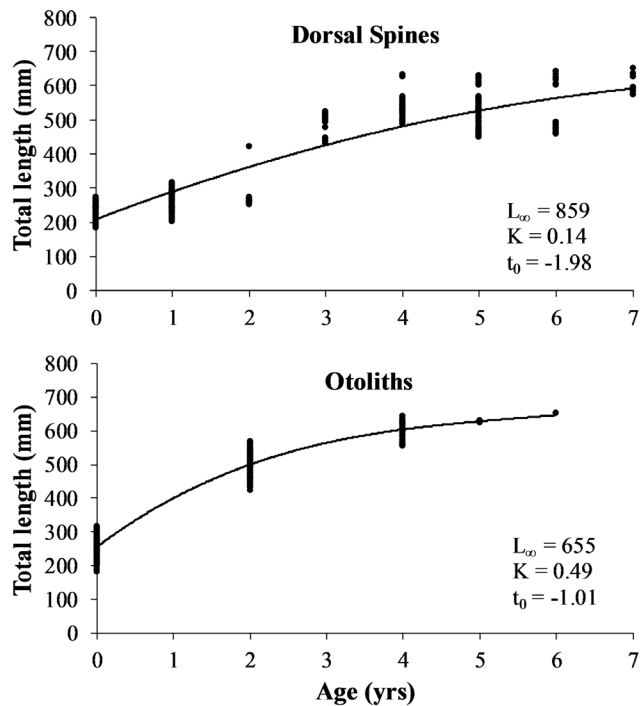 Dorsal Spines
Total length (mm)
800
700
600
500
400
300
200
100
0
L∞ = 859
K = 0.14
t₀ = -1.98
0 1 2 3 4 5 6 7
Otoliths
Total length (mm)
800
700
600
500
400
300
200
100
0
L∞ = 655
K = 0.49
t₀ = -1.01
0 1 2 3 4 5 6 7
Age (yrs)